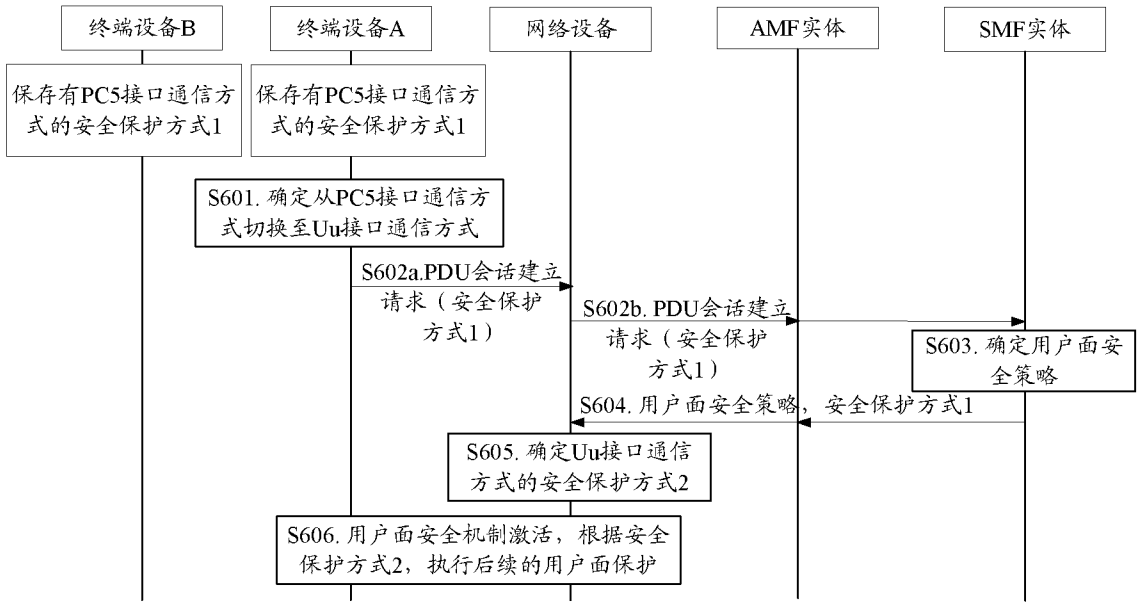 终端设备B
终端设备A
网络设备
AMF实体
SMF实体
保存有PC5接口通信方
式的安全保护方式1
保存有PC5接口通信方
式的安全保护方式1
S601. 确定从PC5接口通信方
式切换至Uu接口通信方式
S602a.PDU会话建立
请求（安全保护
方式1）
S602b. PDU会话建立
请求（安全保护
方式1）
S603. 确定用户面安
全策略
S604. 用户面安全策略，安全保护方式1
S605. 确定Uu接口通信
方式的安全保护方式2
S606. 用户面安全机制激活，根据安全
保护方式2，执行后续的用户面保护